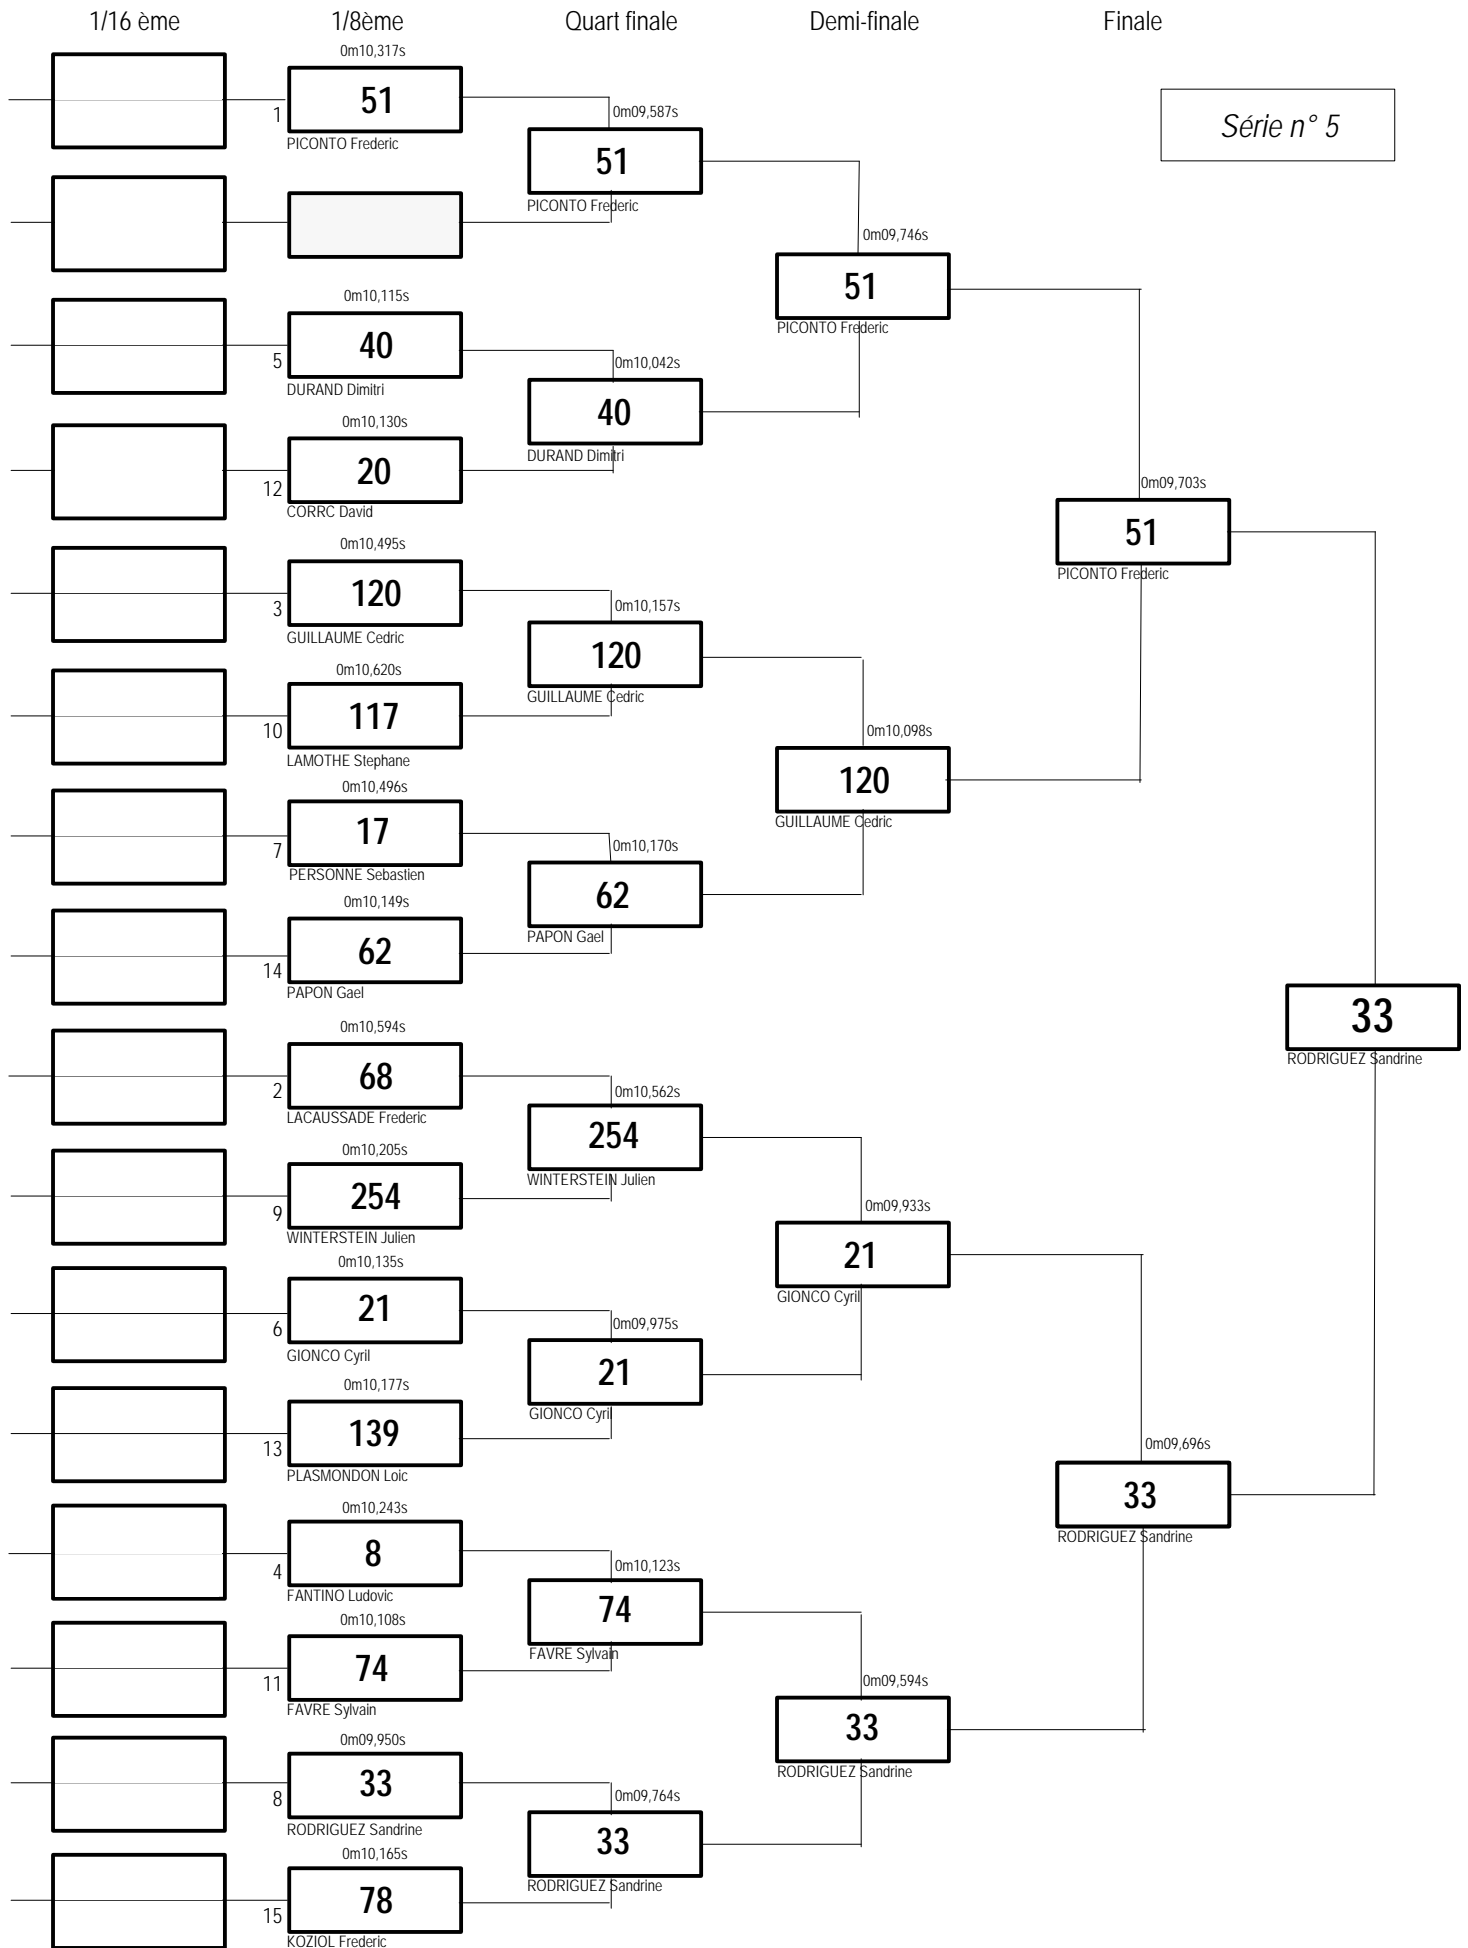 1/16 ème
1/8ème
Quart finale
Demi-finale
Finale
Série n° 5
0m10,317s
1
51
PICONTO Frederic
0m10,115s
5
40
DURAND Dimitri
0m10,130s
12
20
CORRC David
0m10,495s
3
120
GUILLAUME Cedric
0m10,620s
10
117
LAMOTHE Stephane
0m10,496s
7
17
PERSONNE Sebastien
0m10,149s
14
62
PAPON Gael
0m10,594s
2
68
LACAUSSADE Frederic
0m10,205s
9
254
WINTERSTEIN Julien
0m10,135s
6
21
GIONCO Cyril
0m10,177s
13
139
PLASMONDON Loic
0m10,243s
4
8
FANTINO Ludovic
0m10,108s
11
74
FAVRE Sylvain
0m09,950s
8
33
RODRIGUEZ Sandrine
0m10,165s
15
78
KOZIOL Frederic
0m09,587s
51
PICONTO Frederic
0m10,042s
40
DURAND Dimitri
0m10,157s
120
GUILLAUME Cedric
0m10,170s
62
PAPON Gael
0m10,562s
254
WINTERSTEIN Julien
0m09,975s
21
GIONCO Cyril
0m10,123s
74
FAVRE Sylvain
0m09,764s
33
RODRIGUEZ Sandrine
0m09,746s
51
PICONTO Frederic
0m10,098s
120
GUILLAUME Cedric
0m09,933s
21
GIONCO Cyril
0m09,594s
33
RODRIGUEZ Sandrine
0m09,703s
51
PICONTO Frederic
0m09,696s
33
RODRIGUEZ Sandrine
33
RODRIGUEZ Sandrine